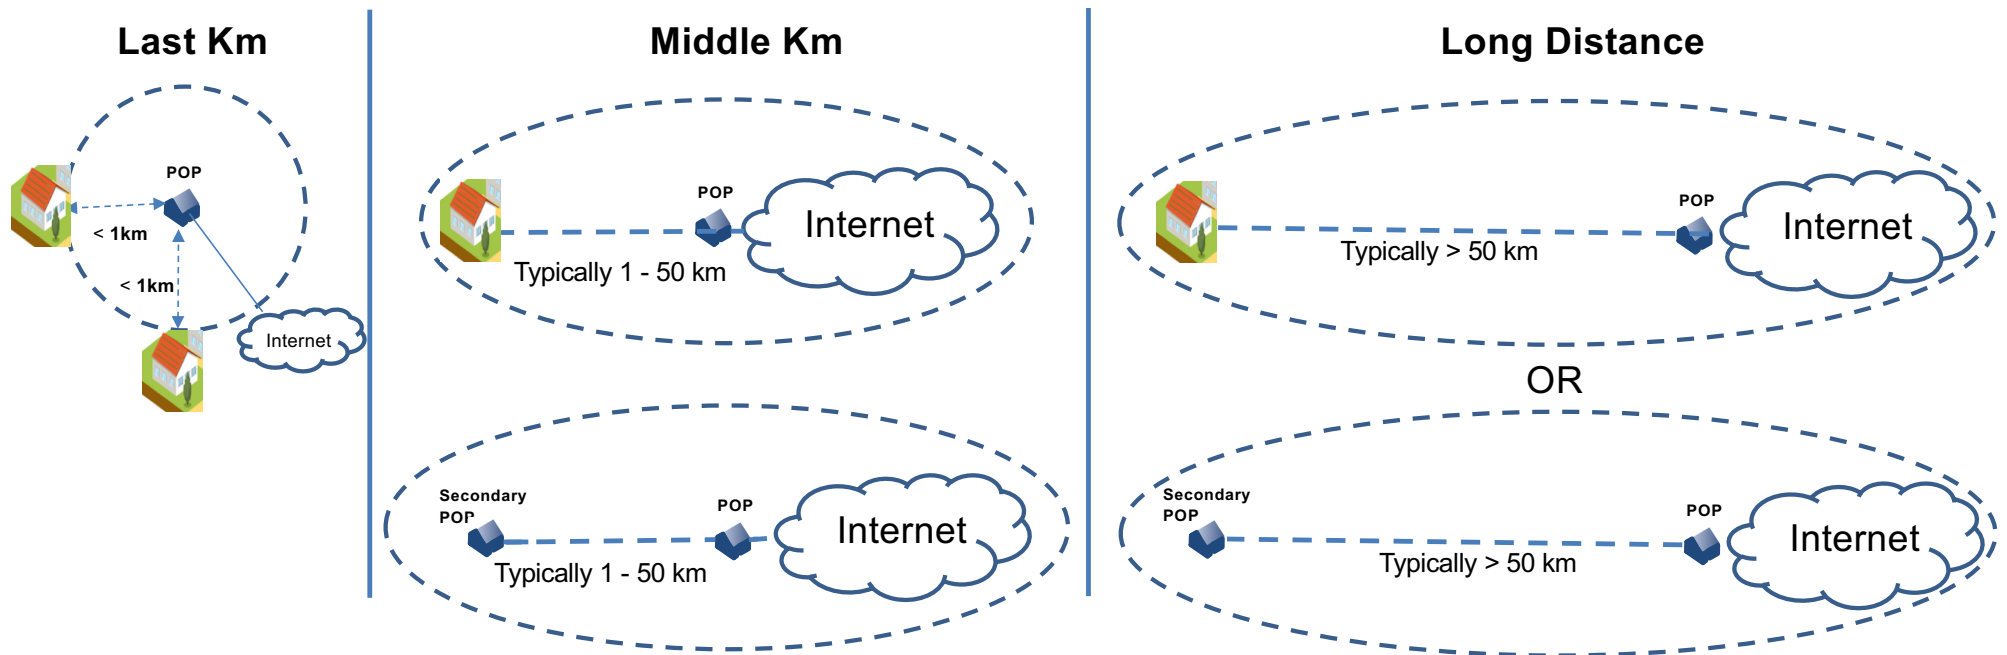 Last Km
POP
< 1km
< 1km
Internet
Middle Km
POP
Internet
Typically 1 - 50 km
Secondary
POP
POP
Internet
Typically 1 - 50 km
Long Distance
POP
Internet
Typically > 50 km
OR
Secondary
POP
POP
Internet
Typically > 50 km